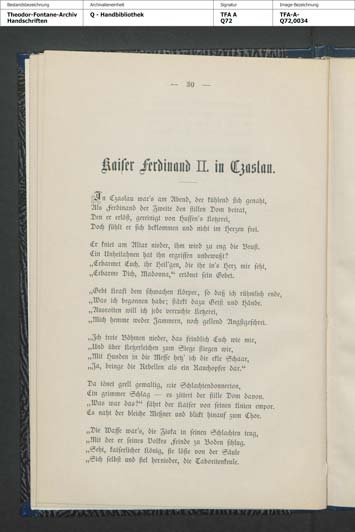 Bestandsbezeichnung
Archivalieneinheit
Signatur
Image-Bezeichnung
Theodor-Fontane-Archiv
Handschriften
Q - Handbibliothek
TFA A
Q72
TFA-A-
Q72,0034
— 30 —
Kaiser Ferdinand II. in Czaslau.
In Czaslau war's am Abend, der kühlend sich genaht,
Als Ferdinand der Zweite den stillen Dom betrat,
Den er erlöst, gereinigt von Hussen's Ketzerei,
Doch fühlt er sich beklommen und nicht im Herzen frei.
Er kniet am Altar nieder, ihm wird zu eng die Brust.
Ein Unheilahnen hat ihn ergriffen unbewußt?
„Erbarmet Euch, ihr Heil'gen, die ihr in's Herz mir seht,
„Erbarme Dich, Madonna,“ ertönet sein Gebet.
„Gebt Kraft dem schwachen Körper, so daß ich rühmlich ende,
„Was ich begonnen habe; stärkt dazu Geist und Hände.
„Ausrotten will ich jede verruchte Ketzerei,
„Mich hemme weder Jammern, noch gellend Angstgeschrei.
„Ich treie Böhmen nieder, das feindlich Euch wie mir,
„Und über Ketzerleichen zum Siege steigen wir,
„Mit Hunden in die Messe hetz' ich die ekle Schaar,
„Ja, bringe die Rebellen als ein Rauchopfer dar.“
Da tönet grell gewaltig, wie Schlachtendonnerton,
Ein grimmer Schlag — es zittert der stille Dom davon.
„Was war das?“ fährt der Kaiser von seinen Knieen empor.
Es naht der bleiche Meßner und blickt hinauf zum Chor.
„Die Waffe war's, die Ziska in seinen Schlachten trug,
„Mit der er seines Volkes Feinde zu Boden schlug.
„Seht, kaiserlicher König, sie löste von der Säule
„Sich selbst und fiel hernieder, die Taboritenkeule.